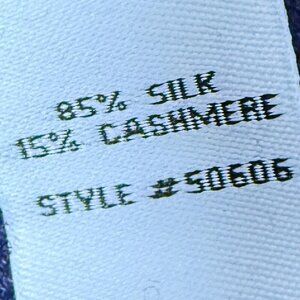 85% SILK
15% CASHMERE
STYLE #50606